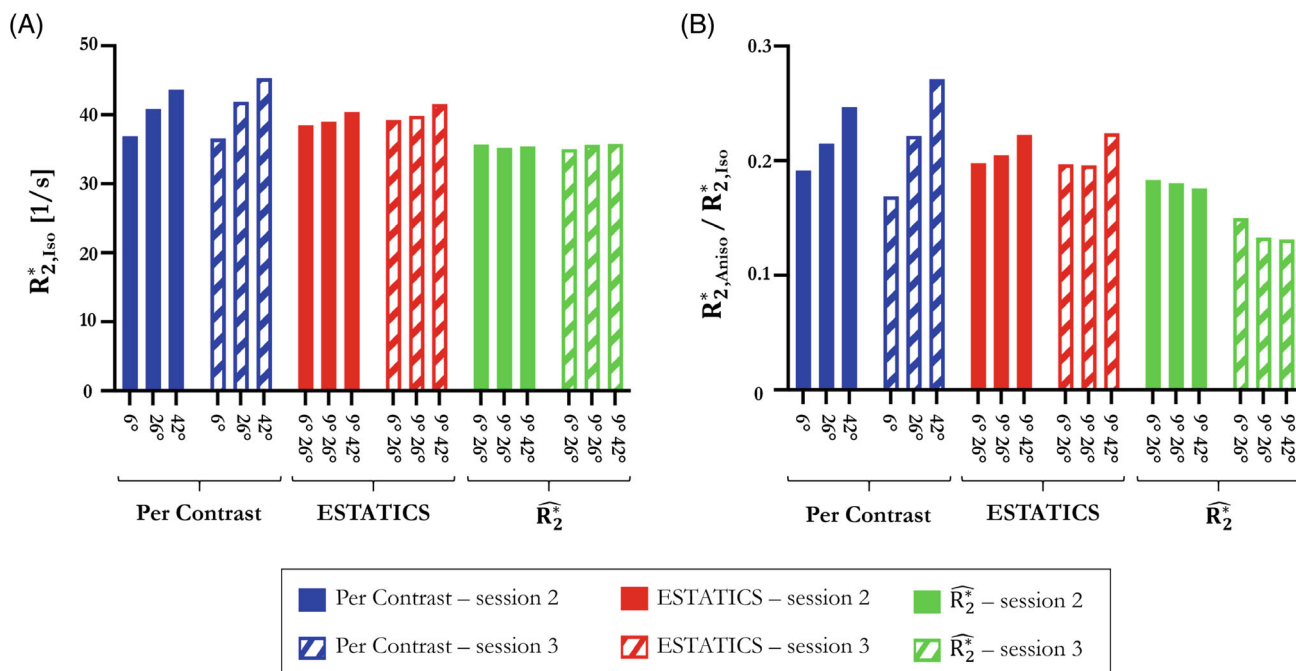 (A)
50
40
30
20
10
0
R*2,Iso [1/s]
6° 26° 42° 6° 26° 42° 6° 26° 9° 26° 9° 42° 6° 26° 9° 26° 9° 42° 6° 26° 9° 26° 9° 42° 6° 26° 9° 26° 9° 42°
Per Contrast ESTATICS R̂*2
(B)
0.3
0.2
0.1
0
R*2,Aniso / R*2,Iso
6° 26° 42° 6° 26° 42° 6° 26° 9° 26° 9° 42° 6° 26° 9° 26° 9° 42° 6° 26° 9° 26° 9° 42° 6° 26° 9° 26° 9° 42°
Per Contrast ESTATICS R̂*2
Per Contrast – session 2 ESTATICS – session 2 R̂*2 – session 2
Per Contrast – session 3 ESTATICS – session 3 R̂*2 – session 3